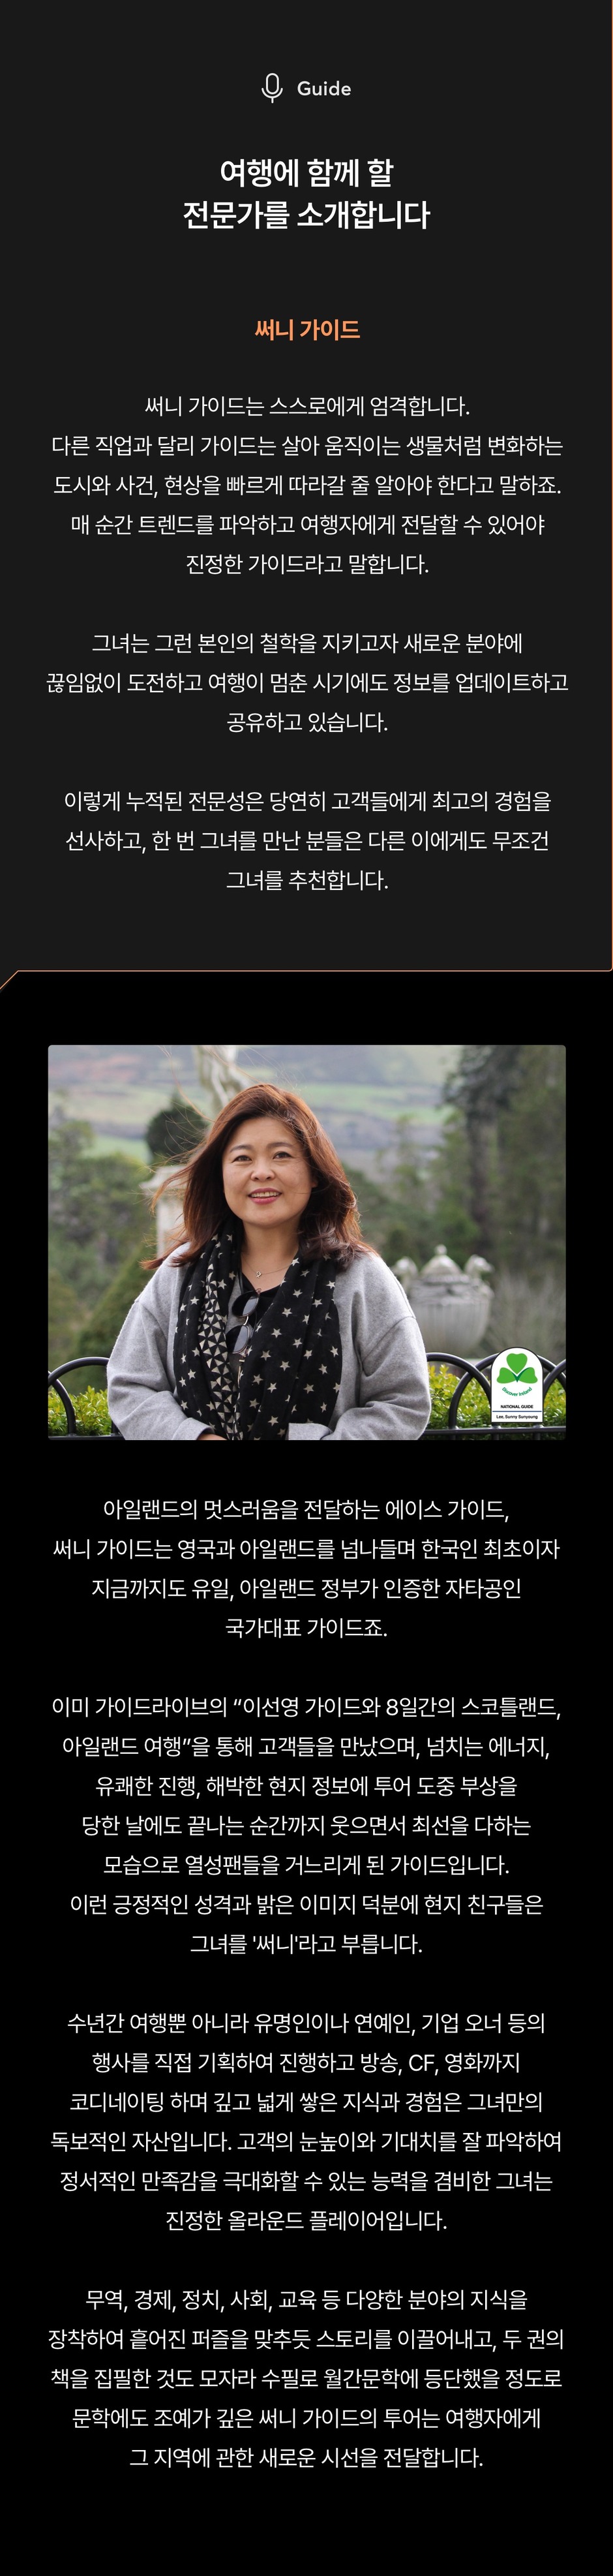 Guide
여행에 함께 할
전문가를 소개합니다
써니 가이드
써니 가이드는 스스로에게 엄격합니다.
다른 직업과 달리 가이드는 살아 움직이는 생물처럼 변화하는
도시와 사건, 현상을 빠르게 따라갈 줄 알아야 한다고 말하죠.
매 순간 트렌드를 파악하고 여행자에게 전달할 수 있어야
진정한 가이드라고 말합니다.
그녀는 그런 본인의 철학을 지키고자 새로운 분야에
끊임없이 도전하고 여행이 멈춘 시기에도 정보를 업데이트하고
공유하고 있습니다.
이렇게 누적된 전문성은 당연히 고객들에게 최고의 경험을
선사하고, 한 번 그녀를 만난 분들은 다른 이에게도 무조건
그녀를 추천합니다.
Discover Ireland
NATIONAL GUIDE
Lee, Sunny Sunyoung
아일랜드의 멋스러움을 전달하는 에이스 가이드,
써니 가이드는 영국과 아일랜드를 넘나들며 한국인 최초이자
지금까지도 유일, 아일랜드 정부가 인증한 자타공인
국가대표 가이드죠.
이미 가이드라이브의 “이선영 가이드와 8일간의 스코틀랜드,
아일랜드 여행”을 통해 고객들을 만났으며, 넘치는 에너지,
유쾌한 진행, 해박한 현지 정보에 투어 도중 부상을
당한 날에도 끝나는 순간까지 웃으면서 최선을 다하는
모습으로 열성팬들을 거느리게 된 가이드입니다.
이런 긍정적인 성격과 밝은 이미지 덕분에 현지 친구들은
그녀를 '써니'라고 부릅니다.
수년간 여행뿐 아니라 유명인이나 연예인, 기업 오너 등의
행사를 직접 기획하여 진행하고 방송, CF, 영화까지
코디네이팅 하며 깊고 넓게 쌓은 지식과 경험은 그녀만의
독보적인 자산입니다. 고객의 눈높이와 기대치를 잘 파악하여
정서적인 만족감을 극대화할 수 있는 능력을 겸비한 그녀는
진정한 올라운드 플레이어입니다.
무역, 경제, 정치, 사회, 교육 등 다양한 분야의 지식을
장착하여 흩어진 퍼즐을 맞추듯 스토리를 이끌어내고, 두 권의
책을 집필한 것도 모자라 수필로 월간문학에 등단했을 정도로
문학에도 조예가 깊은 써니 가이드의 투어는 여행자에게
그 지역에 관한 새로운 시선을 전달합니다.